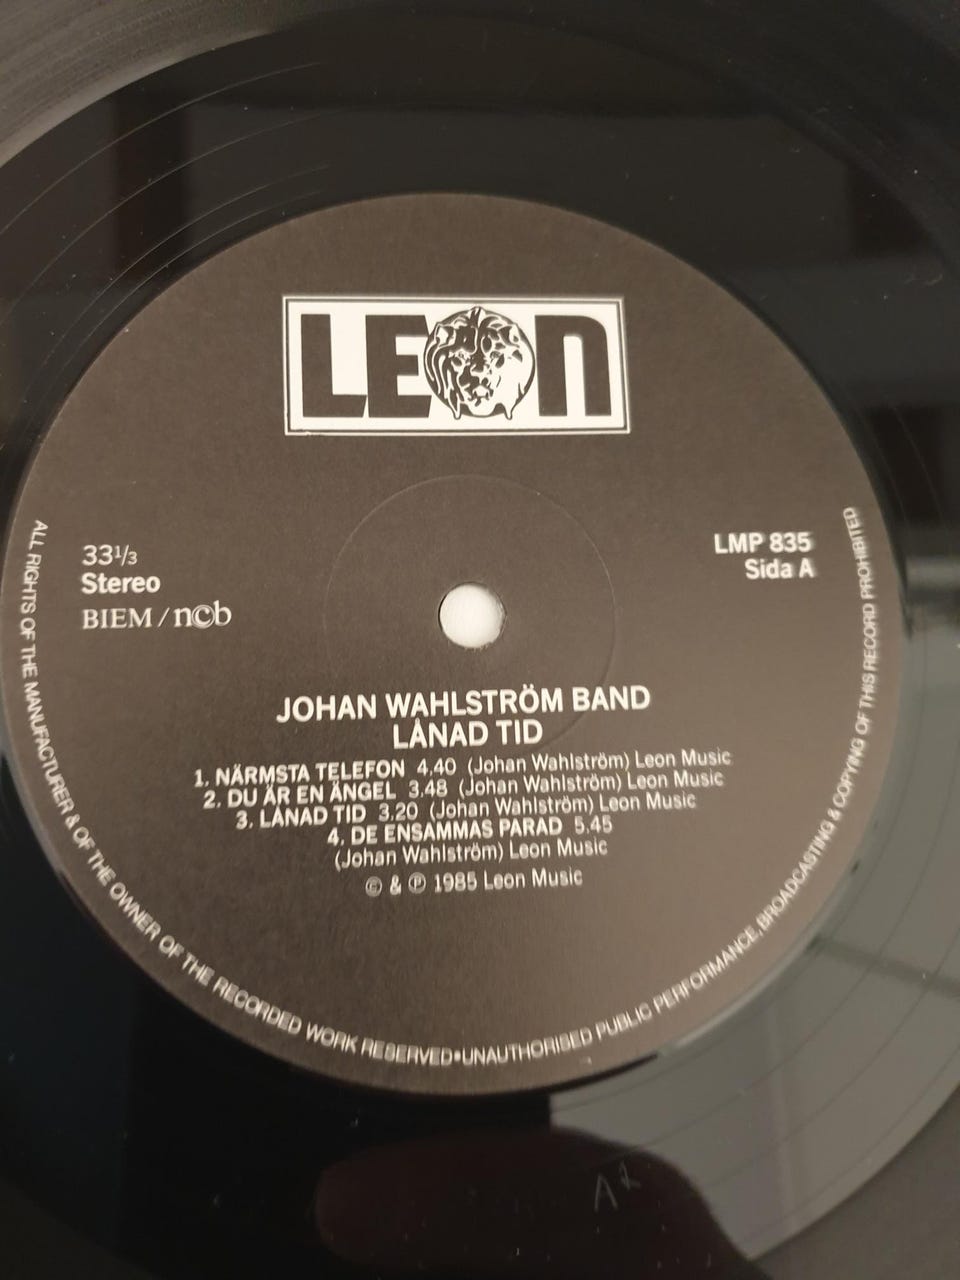 LEON
33 1/3
Stereo
BIEM / n©b
LMP 835
Sida A
JOHAN WAHLSTRÖM BAND
LÅNAD TID
1. NÄRMSTA TELEFON 4,40 (Johan Wahlström) Leon Music
2. DU ÄR EN ÄNGEL 3,48 (Johan Wahlström) Leon Music
3. LÅNAD TID 3,20 (Johan Wahlström) Leon Music
4. DE ENSAMMAS PARAD 5,45
(Johan Wahlström) Leon Music
© & ℗ 1985 Leon Music
ALL RIGHTS OF THE MANUFACTURER & OF THE OWNER OF THE RECORDED WORK RESERVED•UNAUTHORISED PUBLIC PERFORMANCE, BROADCASTING & COPYING OF THIS RECORD PROHIBITED